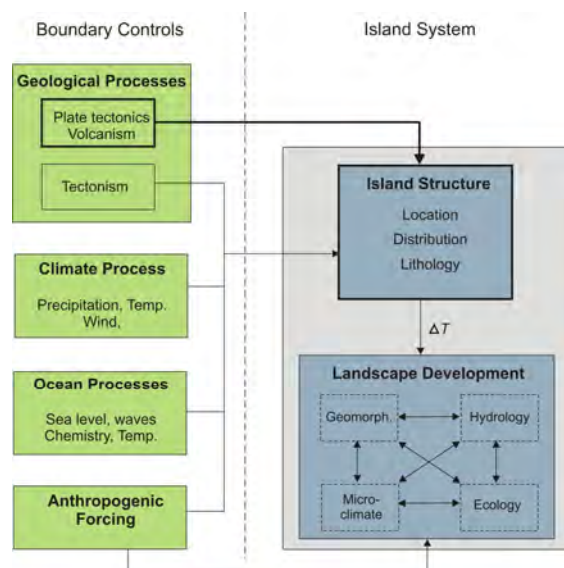 Boundary Controls
Island System
Geological Processes
Plate tectonics
Volcanism
Tectonism
Climate Process
Precipitation, Temp.
Wind,
Ocean Processes
Sea level, waves
Chemistry, Temp.
Anthropogenic
Forcing
Island Structure
Location
Distribution
Lithology
ΔT
Landscape Development
Geomorph.
Hydrology
Micro-
climate
Ecology